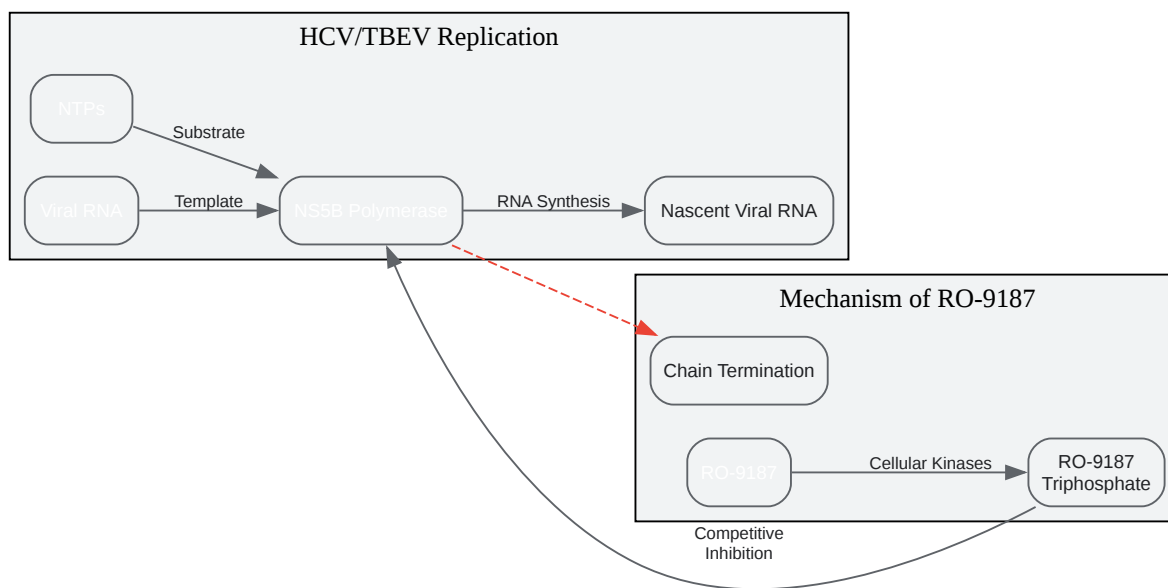 HCV/TBEV Replication
NTPs
Substrate
Viral RNA
Template
NS5B Polymerase
RNA Synthesis
Nascent Viral RNA
Mechanism of RO-9187
Chain Termination
RO-9187
Cellular Kinases
RO-9187
Triphosphate
Competitive
Inhibition